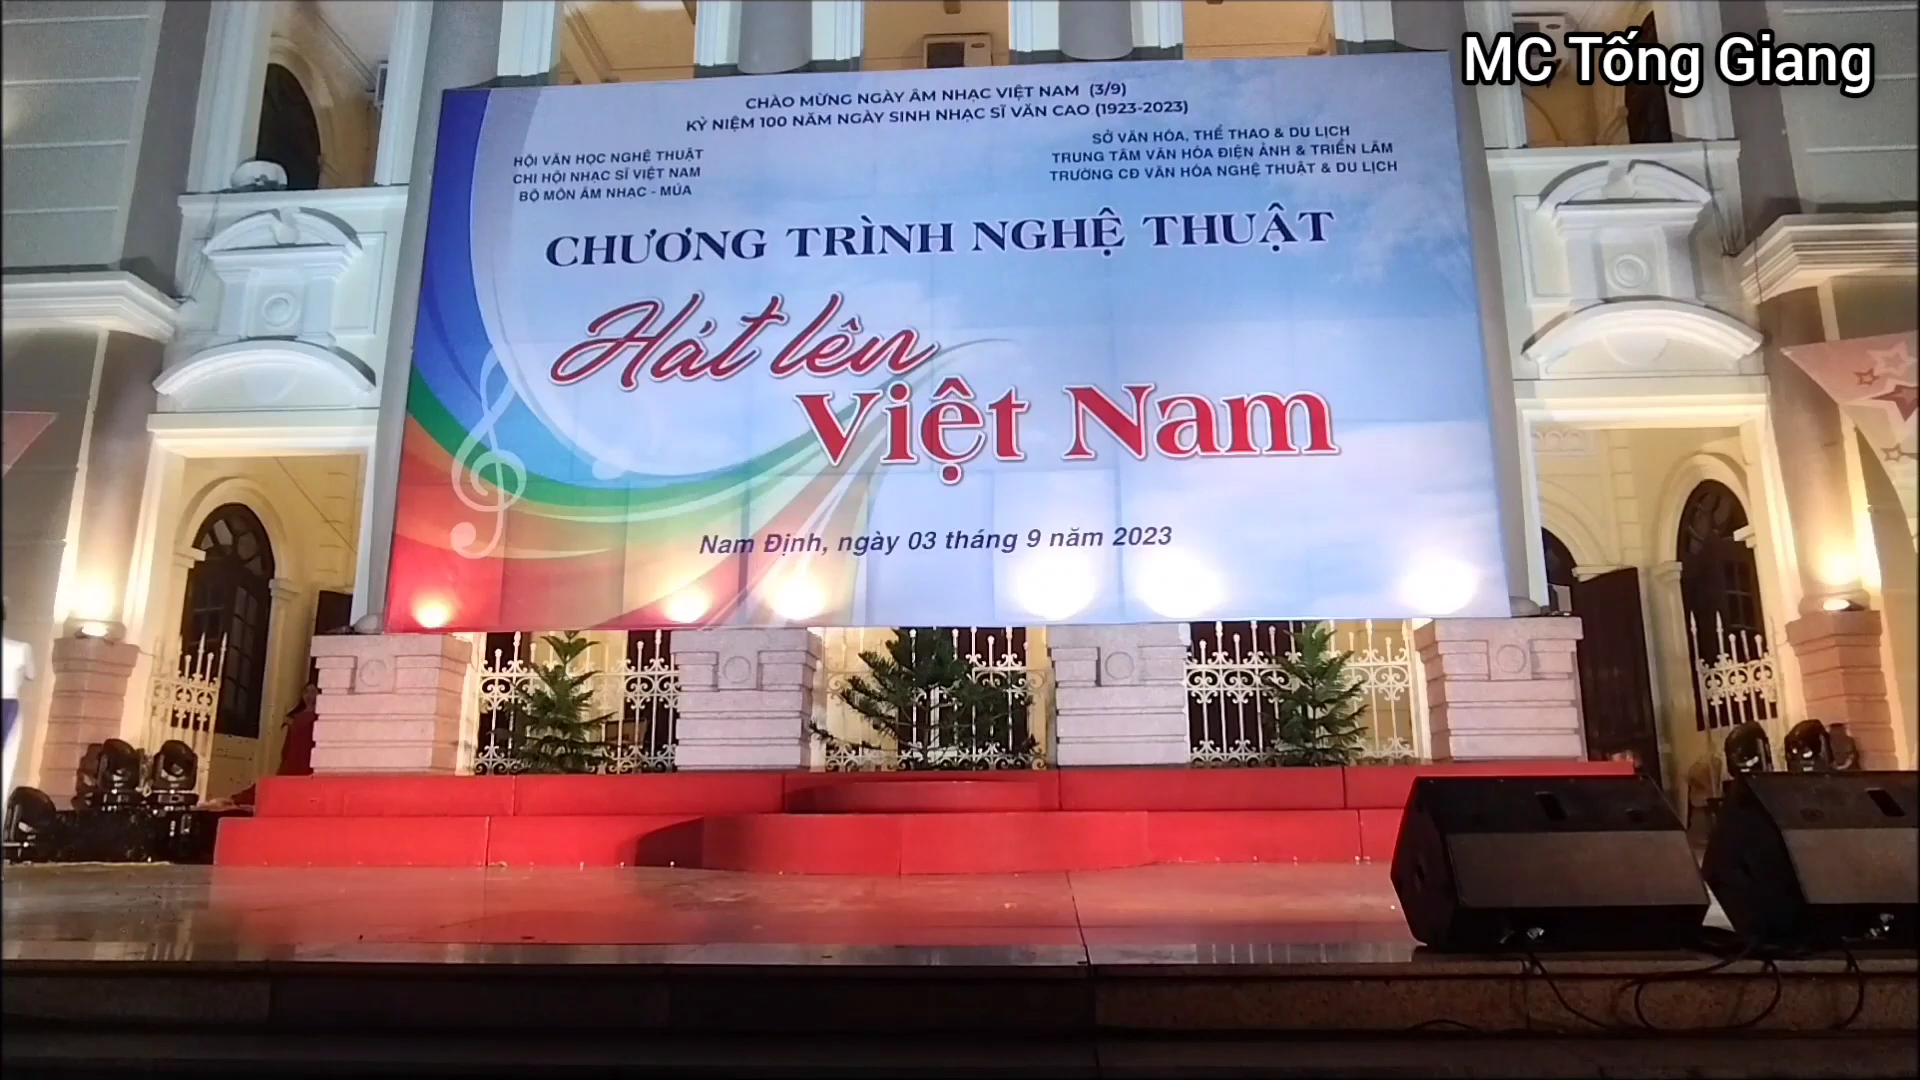 MC Tống Giang
CHÀO MỪNG NGÀY ÂM NHẠC VIỆT NAM (3/9)
KỶ NIỆM 100 NĂM NGÀY SINH NHẠC SĨ VĂN CAO (1923-2023)
HỘI VĂN HỌC NGHỆ THUẬT
CHI HỘI NHẠC SĨ VIỆT NAM
BỘ MÔN ÂM NHẠC - MÚA
SỞ VĂN HÓA, THỂ THAO & DU LỊCH
TRUNG TÂM VĂN HÓA ĐIỆN ẢNH & TRIỂN LÃM
TRƯỜNG CĐ VĂN HÓA NGHỆ THUẬT & DU LỊCH
CHƯƠNG TRÌNH NGHỆ THUẬT
Hát lên
Việt Nam
Nam Định, ngày 03 tháng 9 năm 2023